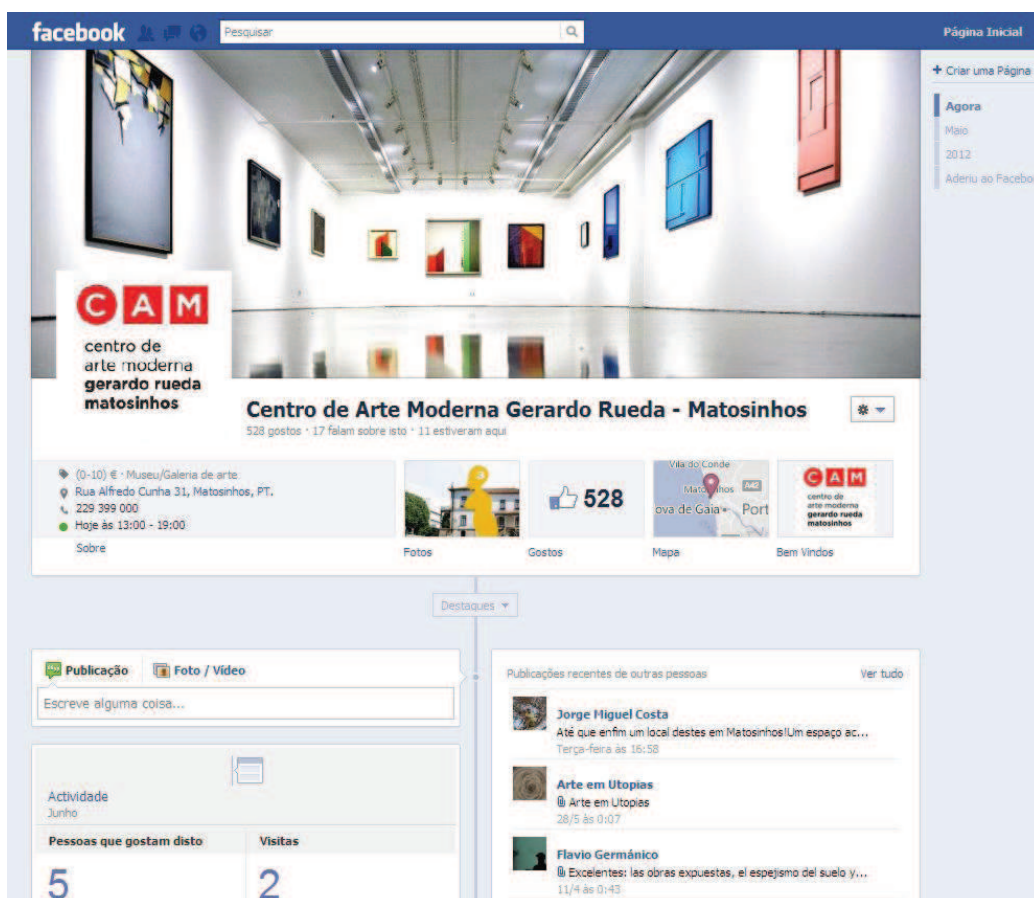 facebook
Pesquisar
Página Inicial
+ Criar uma Página
Agora
Maio
2012
Aderiu ao Facebo
CAM
centro de
arte moderna
gerardo rueda
matosinhos
Centro de Arte Moderna Gerardo Rueda - Matosinhos
528 gostos · 17 falam sobre isto · 11 estiveram aqui
(0-10) € · Museu/Galeria de arte
Rua Alfredo Cunha 31, Matosinhos, PT.
229 399 000
Hoje às 13:00 - 19:00
Sobre
3
Fotos
528
Gostos
Vila do Conde
Matosinhos
A42
ova de Gaia
Port
Mapa
CAM
centro de
arte moderna
gerardo rueda
matosinhos
Bem Vindos
Destaques
Publicação
Foto / Vídeo
Escreve alguma coisa...
Actividade
Junho
Pessoas que gostam disto
Visitas
5
2
Publicações recentes de outras pessoas
Ver tudo
Jorge Miguel Costa
Até que enfim um local destes em Matosinhos!Um espaço ac...
Terça-feira às 16:58
Arte em Utopias
Arte em Utopias
28/5 às 0:07
Flavio Germánico
Excelentes: las obras expuestas, el espejismo del suelo y...
11/4 às 0:43